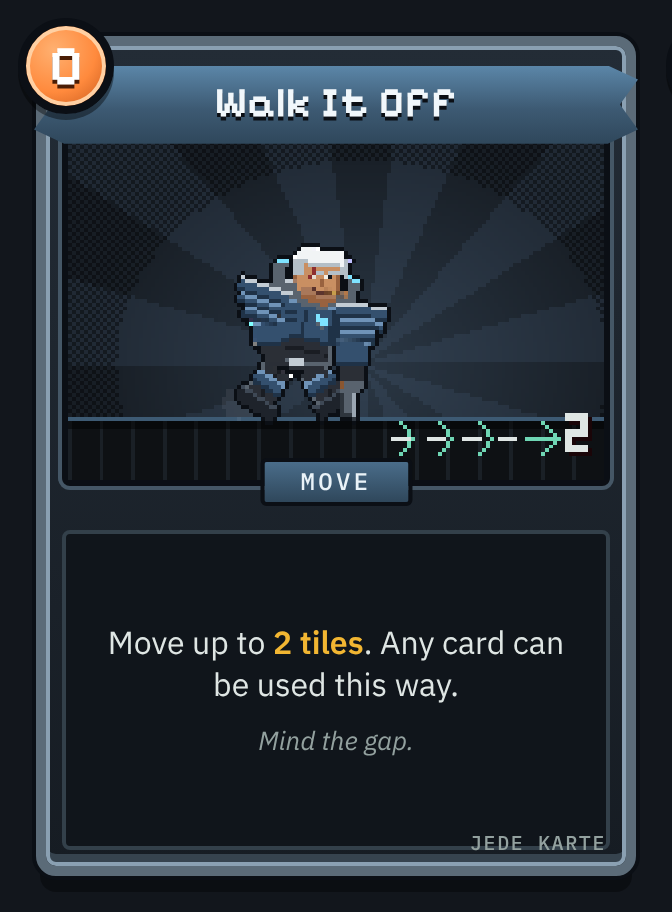 0
Walk It Off
2
MOVE
Move up to 2 tiles. Any card can
be used this way.
Mind the gap.
JEDE KARTE